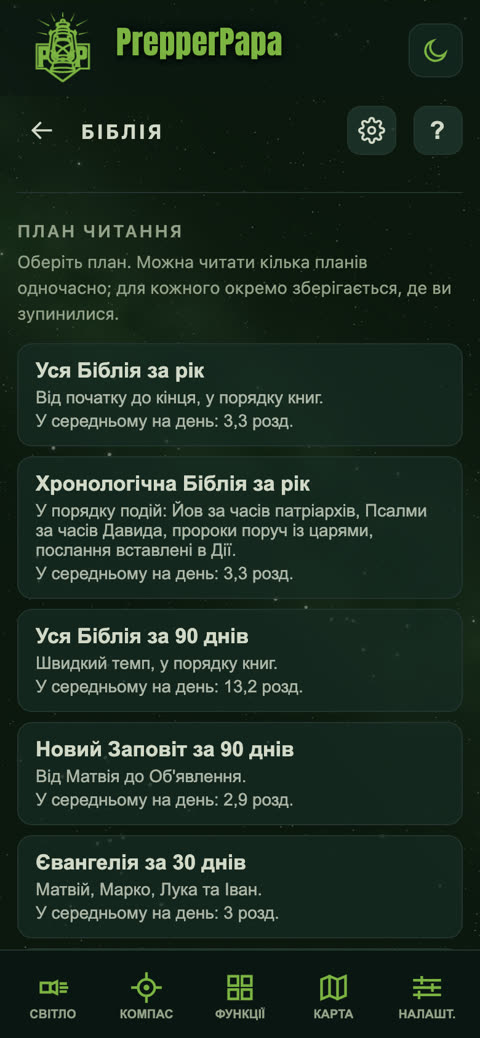 PP
PrepperPapa
БІБЛІЯ
?
ПЛАН ЧИТАННЯ
Оберіть план. Можна читати кілька планів
одночасно; для кожного окремо зберігається, де ви
зупинилися.
Уся Біблія за рік
Від початку до кінця, у порядку книг.
У середньому на день: 3,3 розд.
Хронологічна Біблія за рік
У порядку подій: Йов за часів патріархів, Псалми
за часів Давида, пророки поруч із царями,
послання вставлені в Дії.
У середньому на день: 3,3 розд.
Уся Біблія за 90 днів
Швидкий темп, у порядку книг.
У середньому на день: 13,2 розд.
Новий Заповіт за 90 днів
Від Матвія до Об'явлення.
У середньому на день: 2,9 розд.
Євангелія за 30 днів
Матвій, Марко, Лука та Іван.
У середньому на день: 3 розд.
СВІТЛО
КОМПАС
ФУНКЦІЇ
КАРТА
НАЛАШТ.